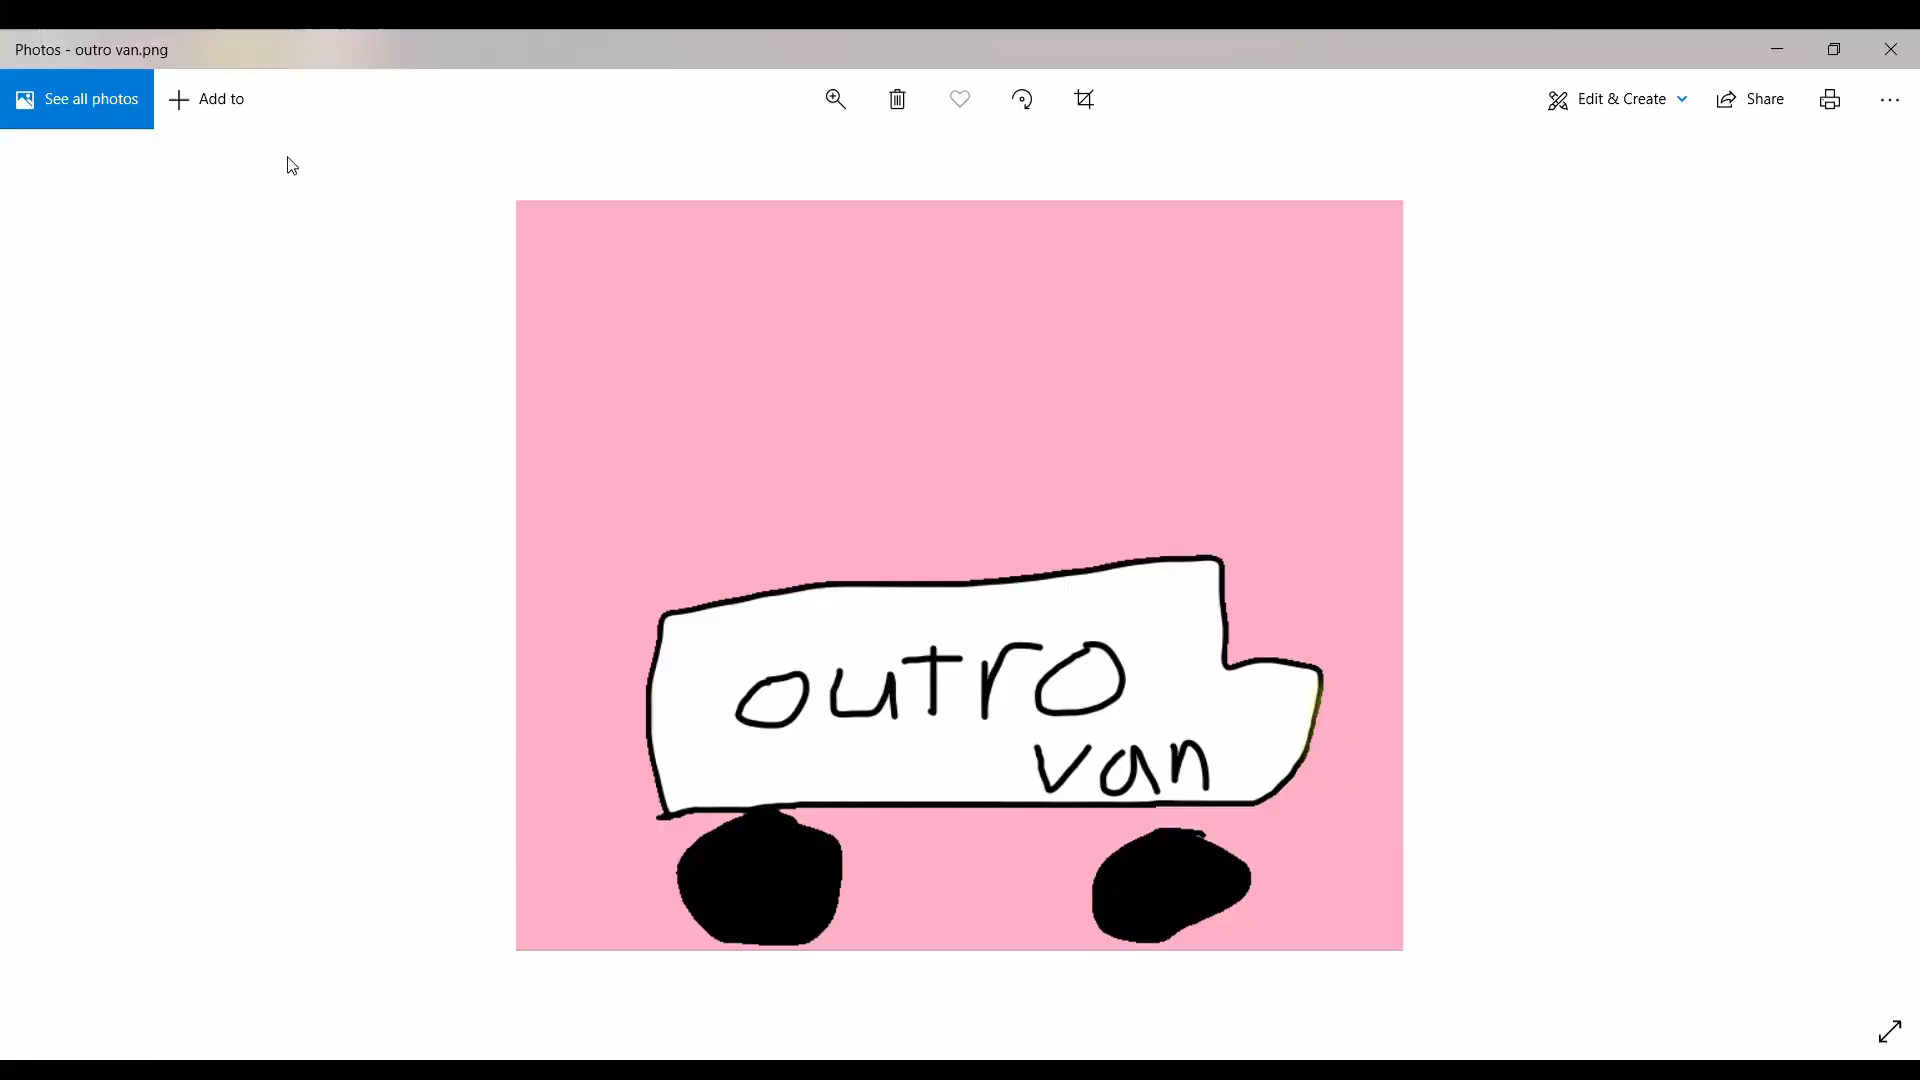 Photos - outro van.png
See all photos
Add to
Edit & Create
Share
outro
van